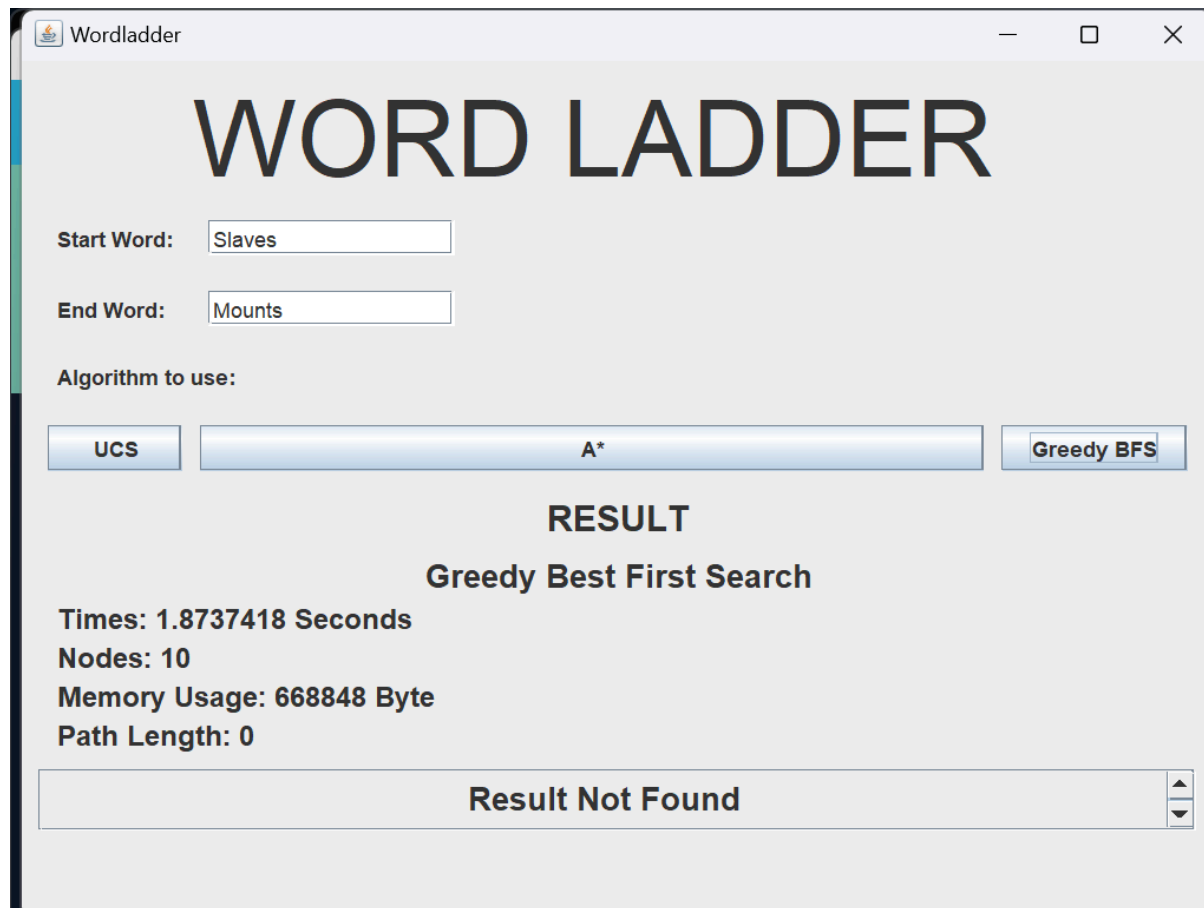 Wordladder
WORD LADDER
Start Word: Slaves
End Word: Mounts
Algorithm to use:
UCS A* Greedy BFS
RESULT
Greedy Best First Search
Times: 1.8737418 Seconds
Nodes: 10
Memory Usage: 668848 Byte
Path Length: 0
Result Not Found